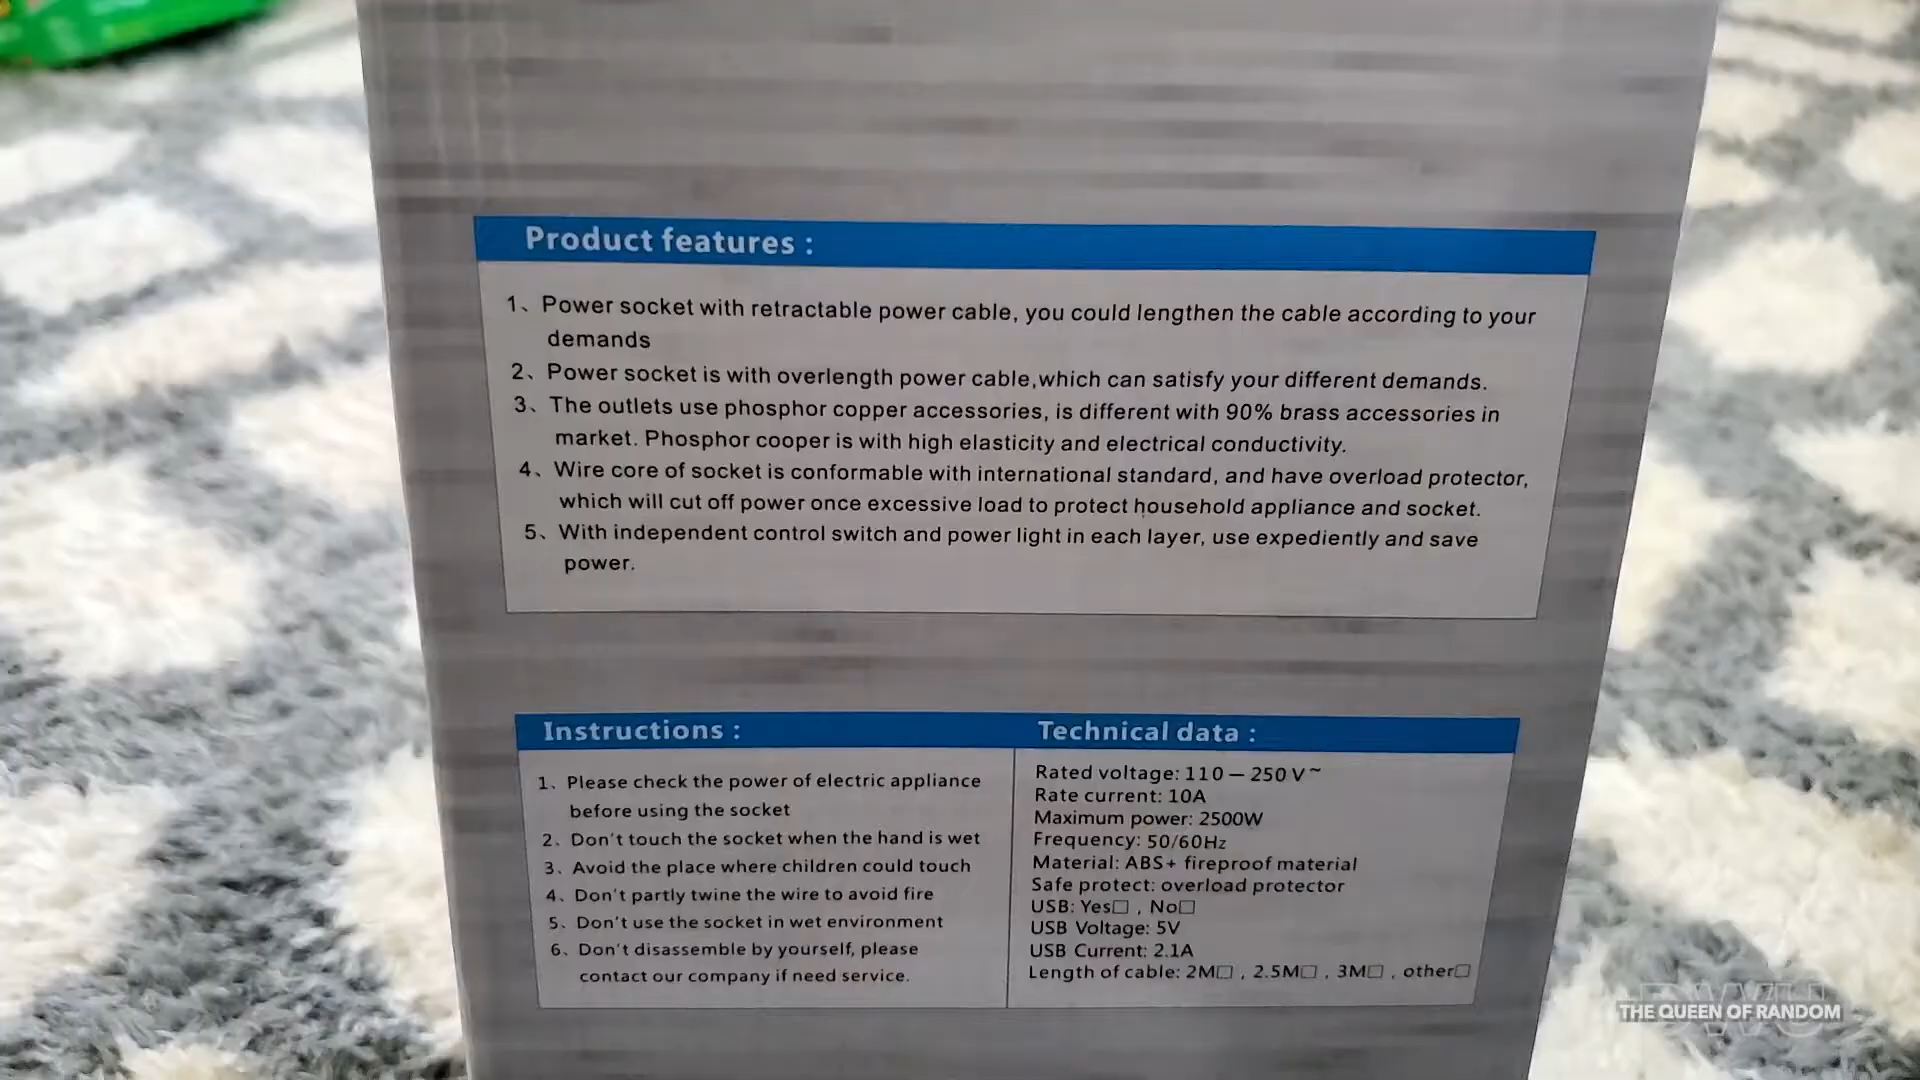 Product features :
1、Power socket with retractable power cable, you could lengthen the cable according to your
demands
2、Power socket is with overlength power cable,which can satisfy your different demands.
3、The outlets use phosphor copper accessories, is different with 90% brass accessories in
market. Phosphor cooper is with high elasticity and electrical conductivity.
4、Wire core of socket is conformable with international standard, and have overload protector,
which will cut off power once excessive load to protect household appliance and socket.
5、With independent control switch and power light in each layer, use expediently and save
power.
Instructions :
1、Please check the power of electric appliance
before using the socket
2、Don't touch the socket when the hand is wet
3、Avoid the place where children could touch
4、Don't partly twine the wire to avoid fire
5、Don't use the socket in wet environment
6、Don't disassemble by yourself, please
contact our company if need service.
Technical data :
Rated voltage: 110 — 250 V~
Rate current: 10A
Maximum power: 2500W
Frequency: 50/60Hz
Material: ABS+ fireproof material
Safe protect: overload protector
USB: Yes□ , No□
USB Voltage: 5V
USB Current: 2.1A
Length of cable: 2M□ , 2.5M□ , 3M□ , other□
THE QUEEN OF RANDOM